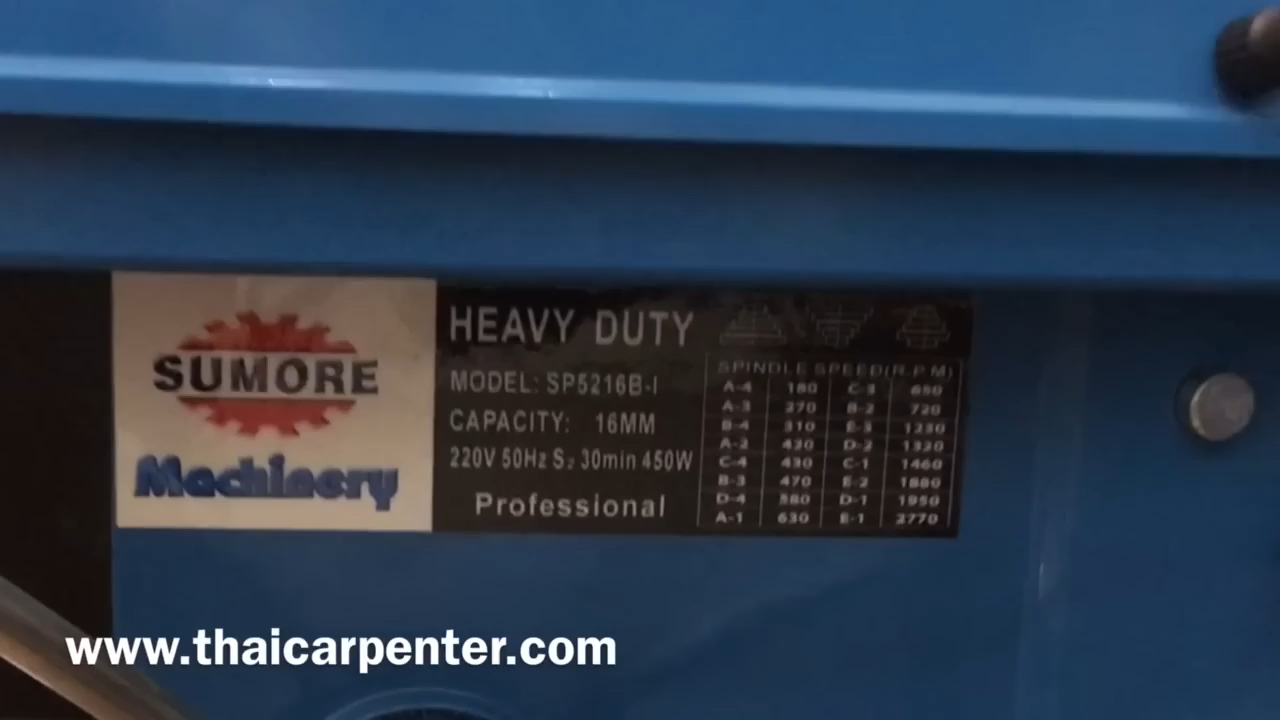 SUMORE
Machinery
HEAVY DUTY
MODEL: SP5216B-I
CAPACITY: 16MM
220V 50Hz S₂ 30min 450W
Professional
SPINDLE SPEED(R.P.M)
A-4 180 C-3 650
A-3 270 B-2 720
B-4 310 E-3 1230
A-2 420 D-2 1320
C-4 430 C-1 1460
B-3 470 E-2 1880
D-4 580 D-1 1950
A-1 630 E-1 2770
www.thaicarpenter.com